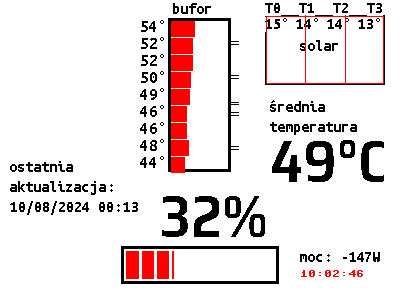 bufor
54°
52°
52°
50°
49°
46°
46°
48°
44°
T0 T1 T2 T3
15° 14° 14° 13°
solar
średnia
temperatura
49°C
ostatnia
aktualizacja:
10/08/2024 00:13
32%
moc: -147W
10:02:46